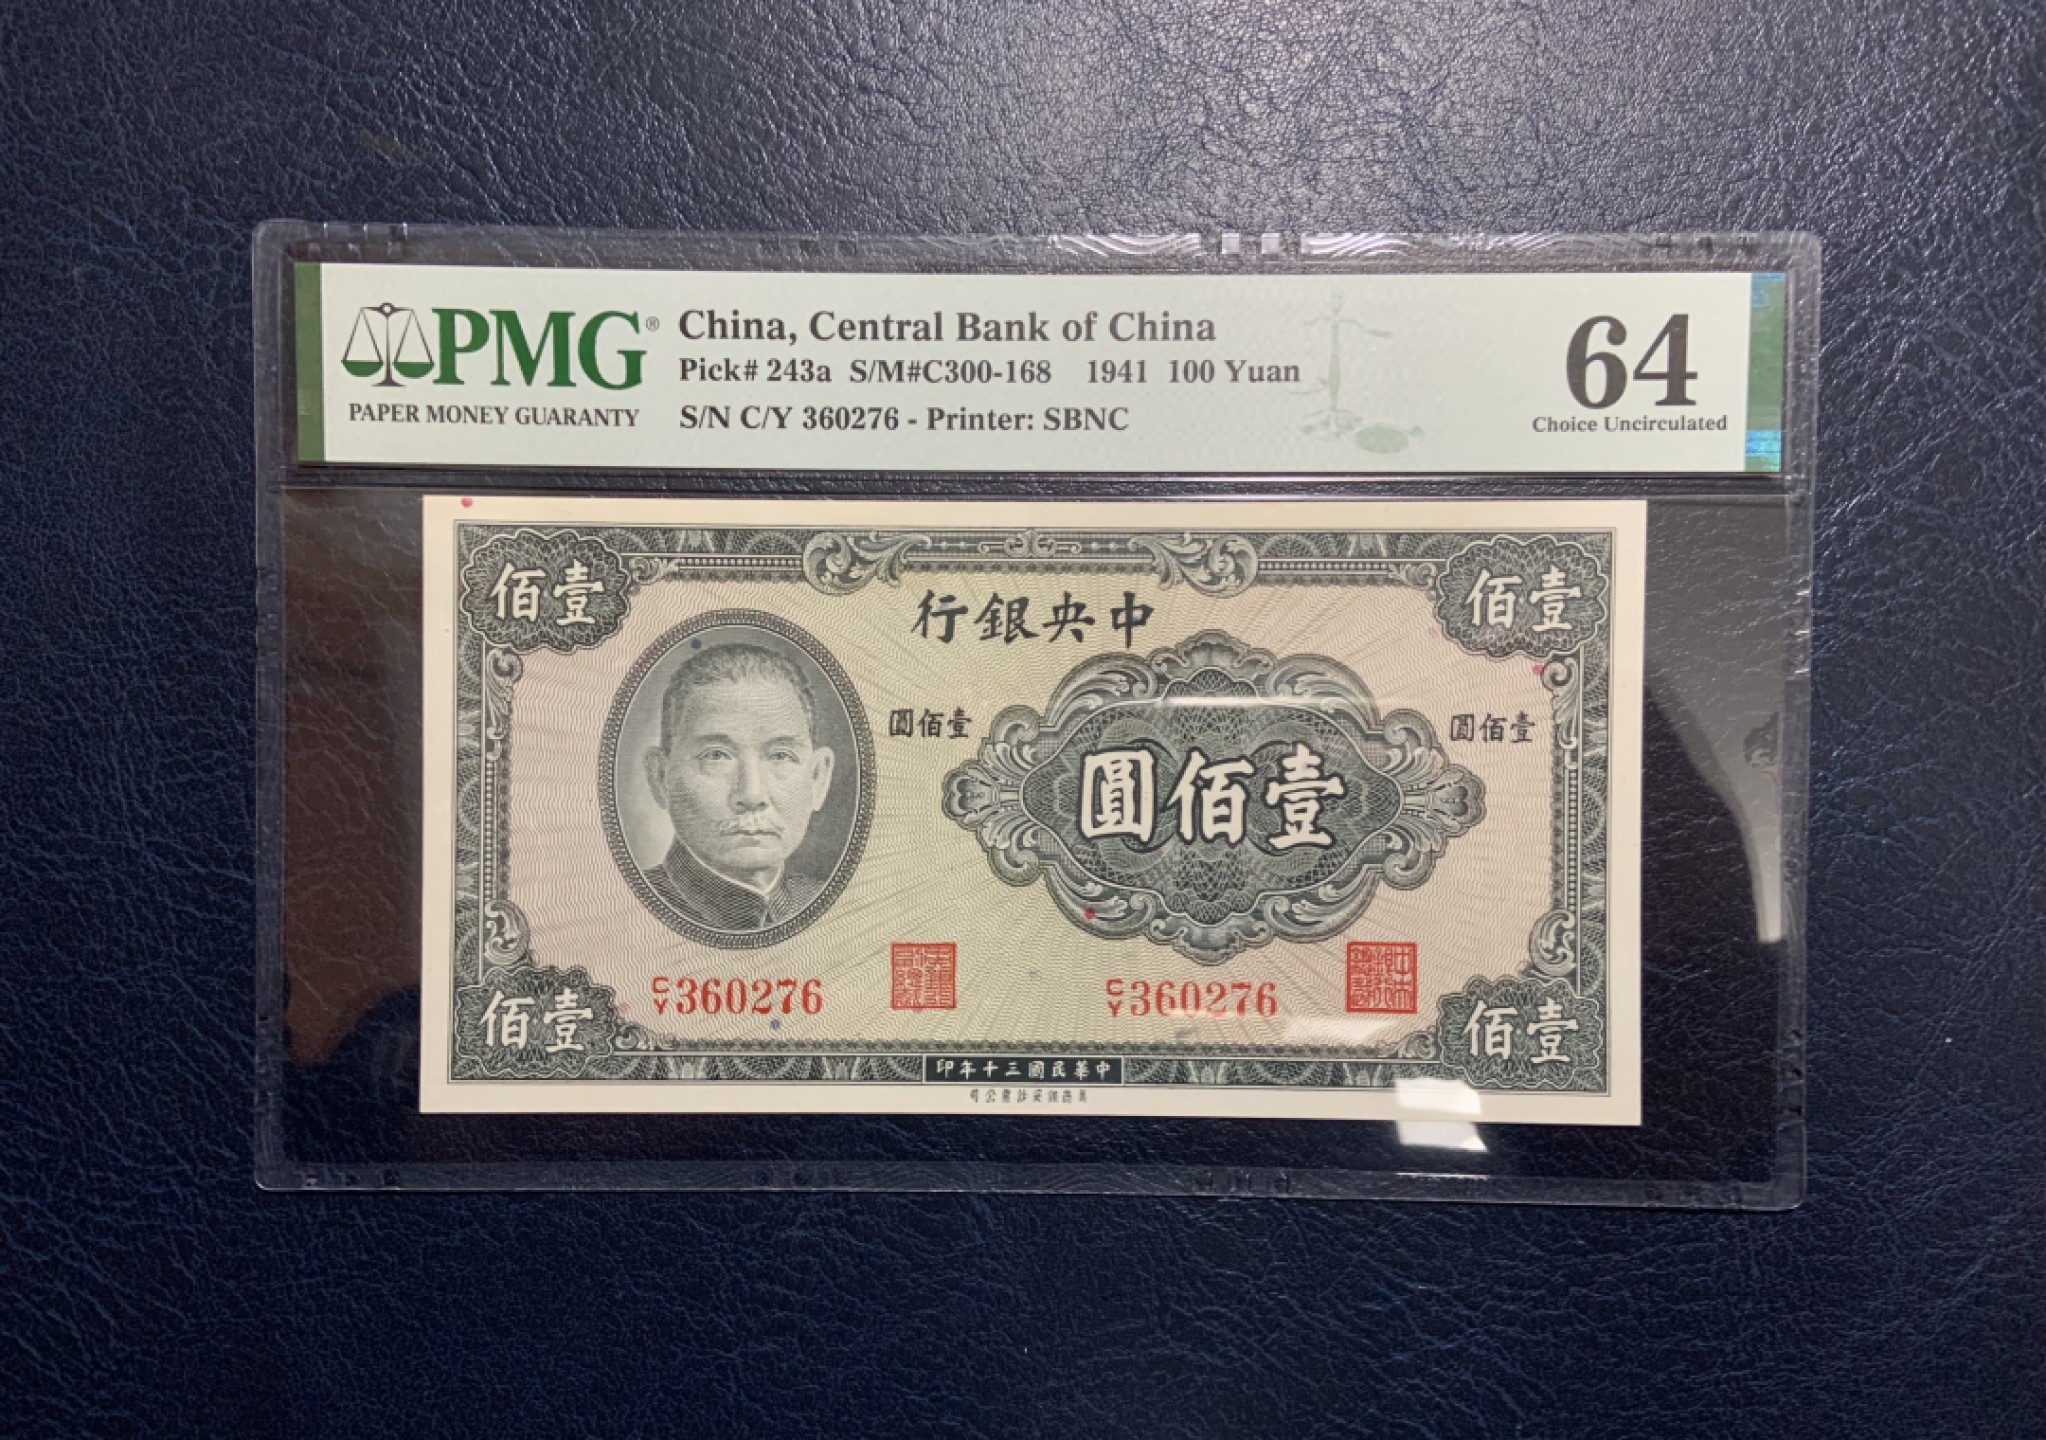 PMG®
PAPER MONEY GUARANTY
China, Central Bank of China
Pick# 243a S/M#C300-168 1941 100 Yuan
S/N C/Y 360276 - Printer: SBNC
64
Choice Uncirculated
佰壹
佰壹
行銀央中
圓佰壹
圓佰壹
圓佰壹
C/Y 360276
C/Y 360276
佰壹
佰壹
印年十三國民華中